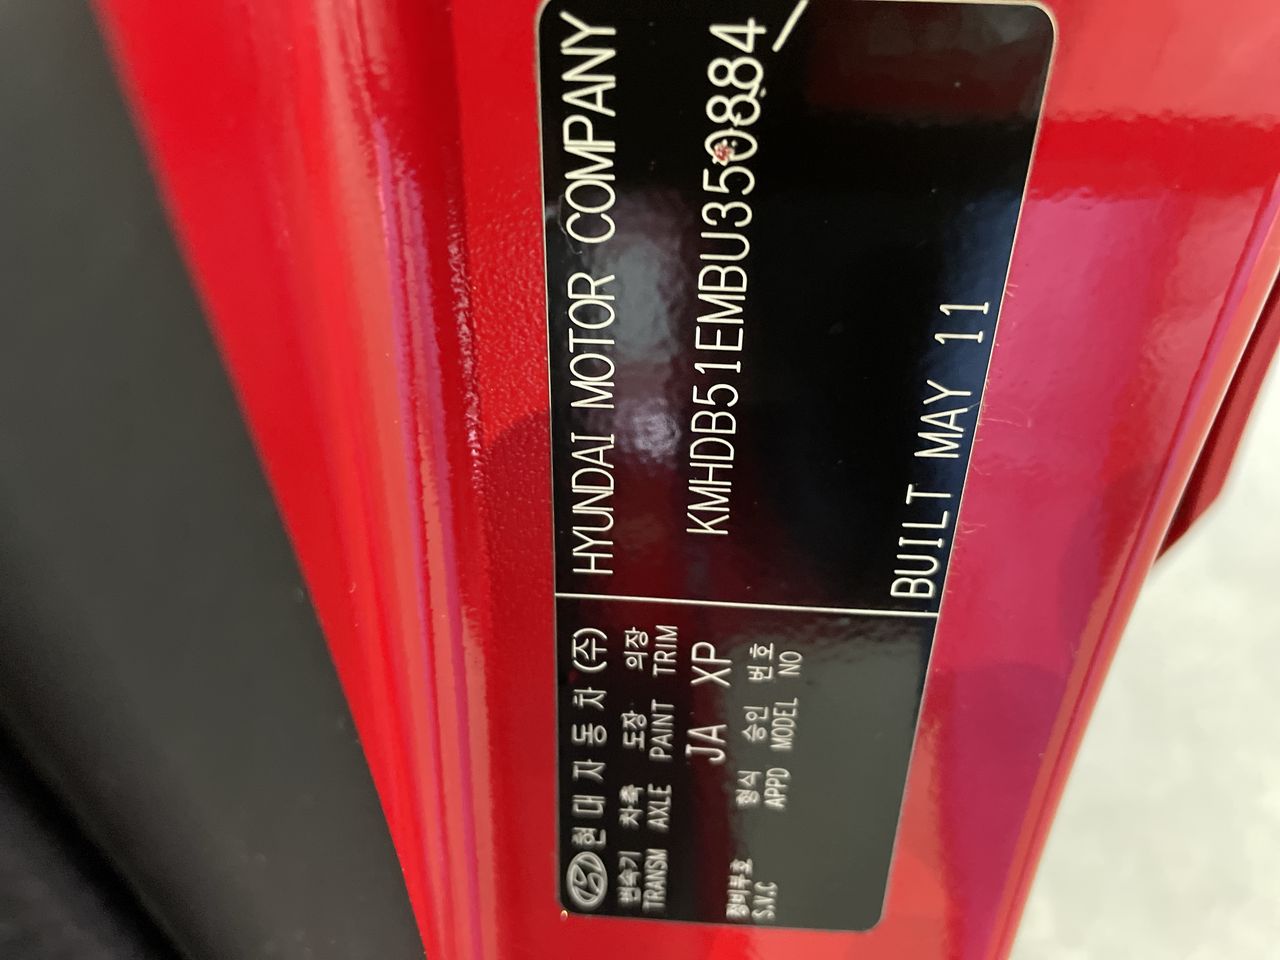 현대자동차(주)
HYUNDAI MOTOR COMPANY
변속기 차축 도장 의장
TRANSM AXLE PAINT TRIM
KMHDB51EMBU350884
JA XP
정비부호 형식 승인 번호
S.V.C APPD MODEL NO
BUILT MAY 11